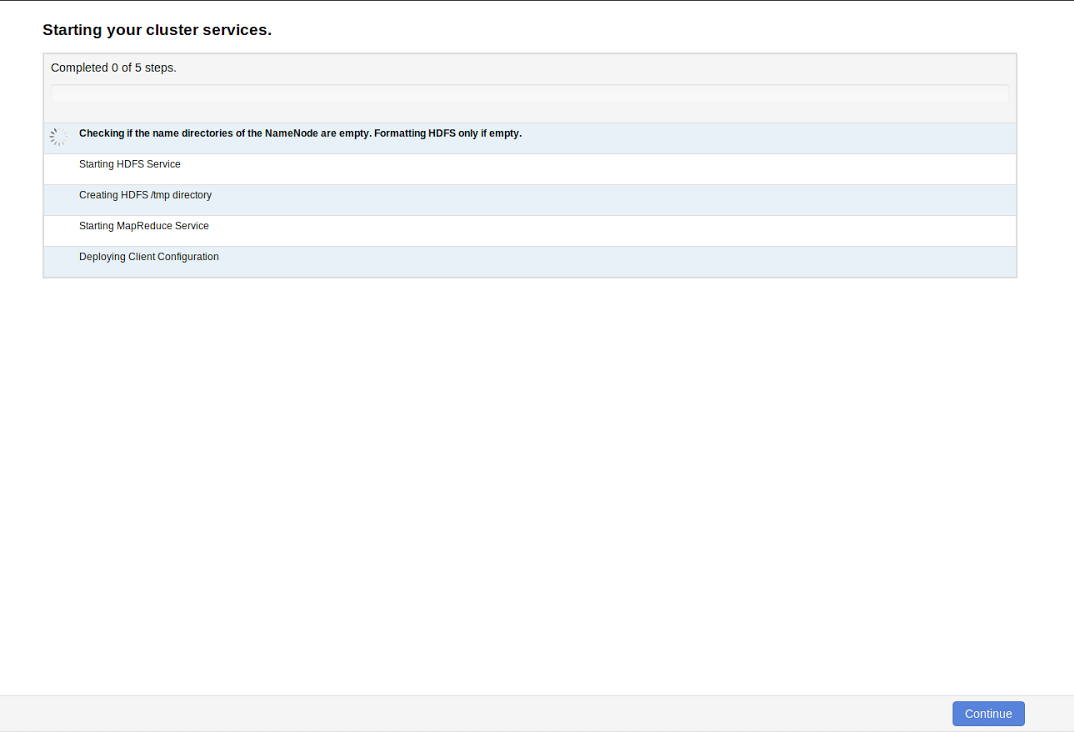 Starting your cluster services.
Completed 0 of 5 steps.
Checking if the name directories of the NameNode are empty. Formatting HDFS only if empty.
Starting HDFS Service
Creating HDFS /tmp directory
Starting MapReduce Service
Deploying Client Configuration
Continue